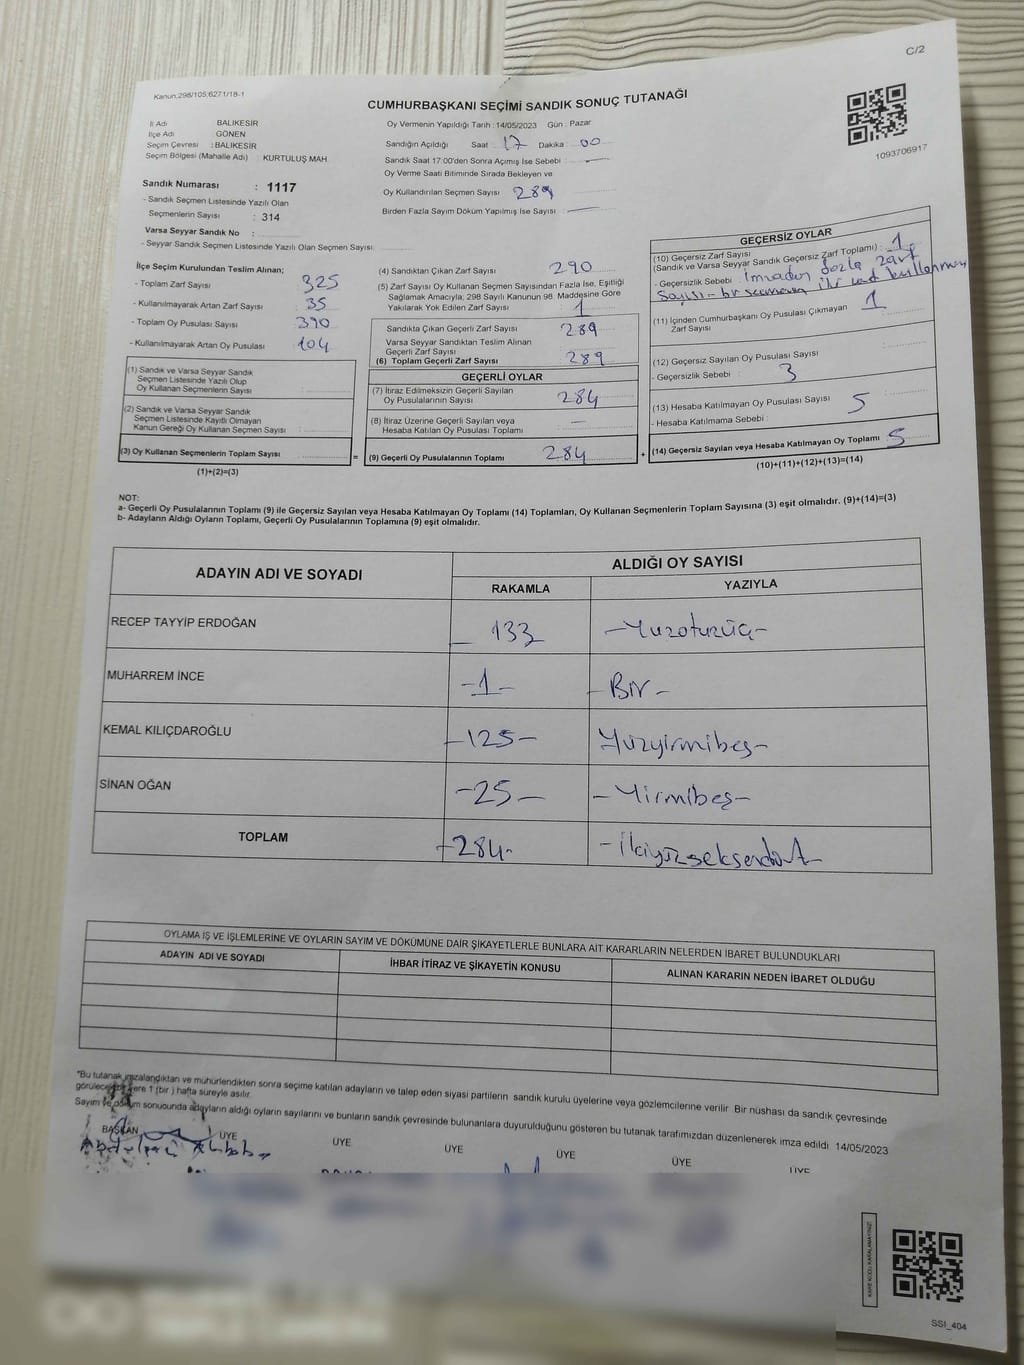 C/2
Kanun:298/105;6271/18-1
CUMHURBAŞKANI SEÇİMİ SANDIK SONUÇ TUTANAĞI
1093706917
İl Adı BALIKESİR
İlçe Adı GÖNEN
Seçim Çevresi :BALIKESİR
Seçim Bölgesi (Mahalle Adı) KURTULUŞ MAH.
Sandık Numarası : 1117
- Sandık Seçmen Listesinde Yazılı Olan
Seçmenlerin Sayısı : 314
Varsa Seyyar Sandık No :
- Seyyar Sandık Seçmen Listesinde Yazılı Olan Seçmen Sayısı:
Oy Vermenin Yapıldığı Tarih :14/05/2023 Gün : Pazar
Sandığın Açıldığı Saat 17 Dakika : 00
Sandık Saat 17:00'den Sonra Açımış İse Sebebi :
Oy Verme Saati Bitiminde Sırada Bekleyen ve
Oy Kullandırılan Seçmen Sayısı 289
Birden Fazla Sayım Döküm Yapılmış İse Sayısı :
İlçe Seçim Kurulundan Teslim Alınan;
- Toplam Zarf Sayısı 325
- Kullanılmayarak Artan Zarf Sayısı 35
- Toplam Oy Pusulası Sayısı 390
- Kullanılmayarak Artan Oy Pusulası 104
(1) Sandık ve Varsa Seyyar Sandık
Seçmen Listesinde Yazılı Olup
Oy Kullanan Seçmenlerin Sayısı :
(2) Sandık ve Varsa Seyyar Sandık
Seçmen Listesinde Kayıtlı Olmayan
Kanun Gereği Oy Kullanan Seçmen Sayısı :
(3) Oy Kullanan Seçmenlerin Toplam Sayısı :
(1)+(2)=(3)
(4) Sandıktan Çıkan Zarf Sayısı 290
(5) Zarf Sayısı Oy Kullanan Seçmen Sayısından Fazla İse, Eşitliği
Sağlamak Amacıyla; 298 Sayılı Kanunun 98. Maddesine Göre
Yakılarak Yok Edilen Zarf Sayısı : 1
Sandıkta Çıkan Geçerli Zarf Sayısı 289
Varsa Seyyar Sandıktan Teslim Alınan
Geçerli Zarf Sayısı
(6) Toplam Geçerli Zarf Sayısı : 289
GEÇERLİ OYLAR
(7) İtiraz Edilmeksizin Geçerli Sayılan
Oy Pusulalarının Sayısı : 284
(8) İtiraz Üzerine Geçerli Sayılan veya
Hesaba Katılan Oy Pusulası Toplamı : —
= (9) Geçerli Oy Pusulalarının Toplamı 284 +
GEÇERSİZ OYLAR
(10) Geçersiz Zarf Sayısı
(Sandık ve Varsa Seyyar Sandık Geçersiz Zarf Toplamı) : 1
- Geçersizlik Sebebi : fazla zarf
sayısı - iki
(11) İçinden Cumhurbaşkanı Oy Pusulası Çıkmayan
Zarf Sayısı 1
(12) Geçersiz Sayılan Oy Pusulası Sayısı
- Geçersizlik Sebebi : 3
(13) Hesaba Katılmayan Oy Pusulası Sayısı 5
- Hesaba Katılmama Sebebi :
(14) Geçersiz Sayılan veya Hesaba Katılmayan Oy Toplamı 5
(10)+(11)+(12)+(13)=(14)
NOT:
a- Geçerli Oy Pusulalarının Toplamı (9) ile Geçersiz Sayılan veya Hesaba Katılmayan Oy Toplamı (14) Toplamları, Oy Kullanan Seçmenlerin Toplam Sayısına (3) eşit olmalıdır. (9)+(14)=(3)
b- Adayların Aldığı Oyların Toplamı, Geçerli Oy Pusulalarının Toplamına (9) eşit olmalıdır.
ADAYIN ADI VE SOYADI
ALDIĞI OY SAYISI
RAKAMLA YAZIYLA
RECEP TAYYİP ERDOĞAN 133 -Yuzotuzüç-
MUHARREM İNCE -1- -Bir-
KEMAL KILIÇDAROĞLU -125- Yüzyirmibeş-
SİNAN OĞAN -25- -Yirmibeş-
TOPLAM -284- -ikiyüzseksendört-
OYLAMA İŞ VE İŞLEMLERİNE VE OYLARIN SAYIM VE DÖKÜMÜNE DAİR ŞİKAYETLERLE BUNLARA AİT KARARLARIN NELERDEN İBARET BULUNDUKLARI
ADAYIN ADI VE SOYADI İHBAR İTİRAZ VE ŞİKAYETİN KONUSU ALINAN KARARIN NEDEN İBARET OLDUĞU
*Bu tutanak imzalandıktan ve mühürlendikten sonra seçime katılan adayların ve talep eden siyasi partilerin sandık kurulu üyelerine veya gözlemcilerine verilir. Bir nüshası da sandık çevresinde
görülecek bir yere 1 (bir ) hafta süreyle asılır.
Sayım ve döküm sonucunda adayların aldığı oyların sayılarını ve bunların sandık çevresinde bulunanlara duyurulduğunu gösteren bu tutanak tarafımızdan düzenlenerek imza edildi 14/05/2023
BAŞKAN ÜYE ÜYE ÜYE ÜYE ÜYE ÜYE
SSI_404